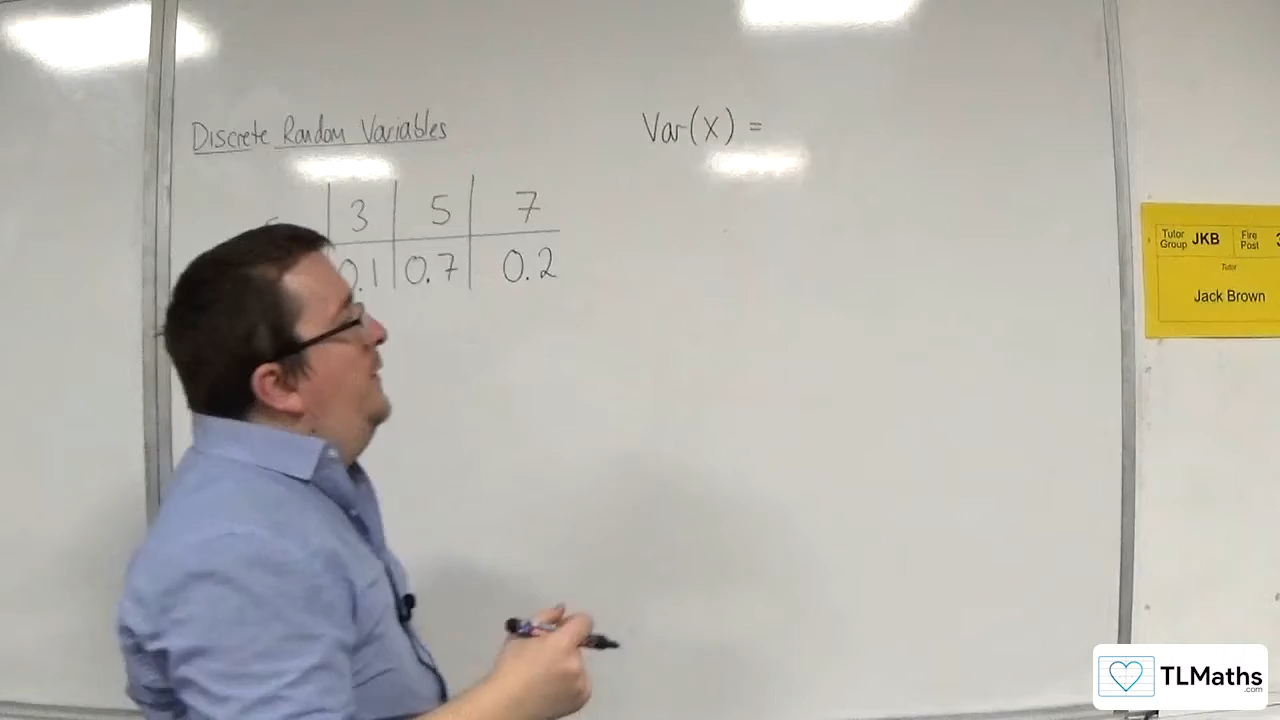 Discrete Random Variables
Var(X) =
3 5 7
0.1 0.7 0.2
Tutor Group JKB Fire Post 3
Tutor
Jack Brown
TLMaths
.com